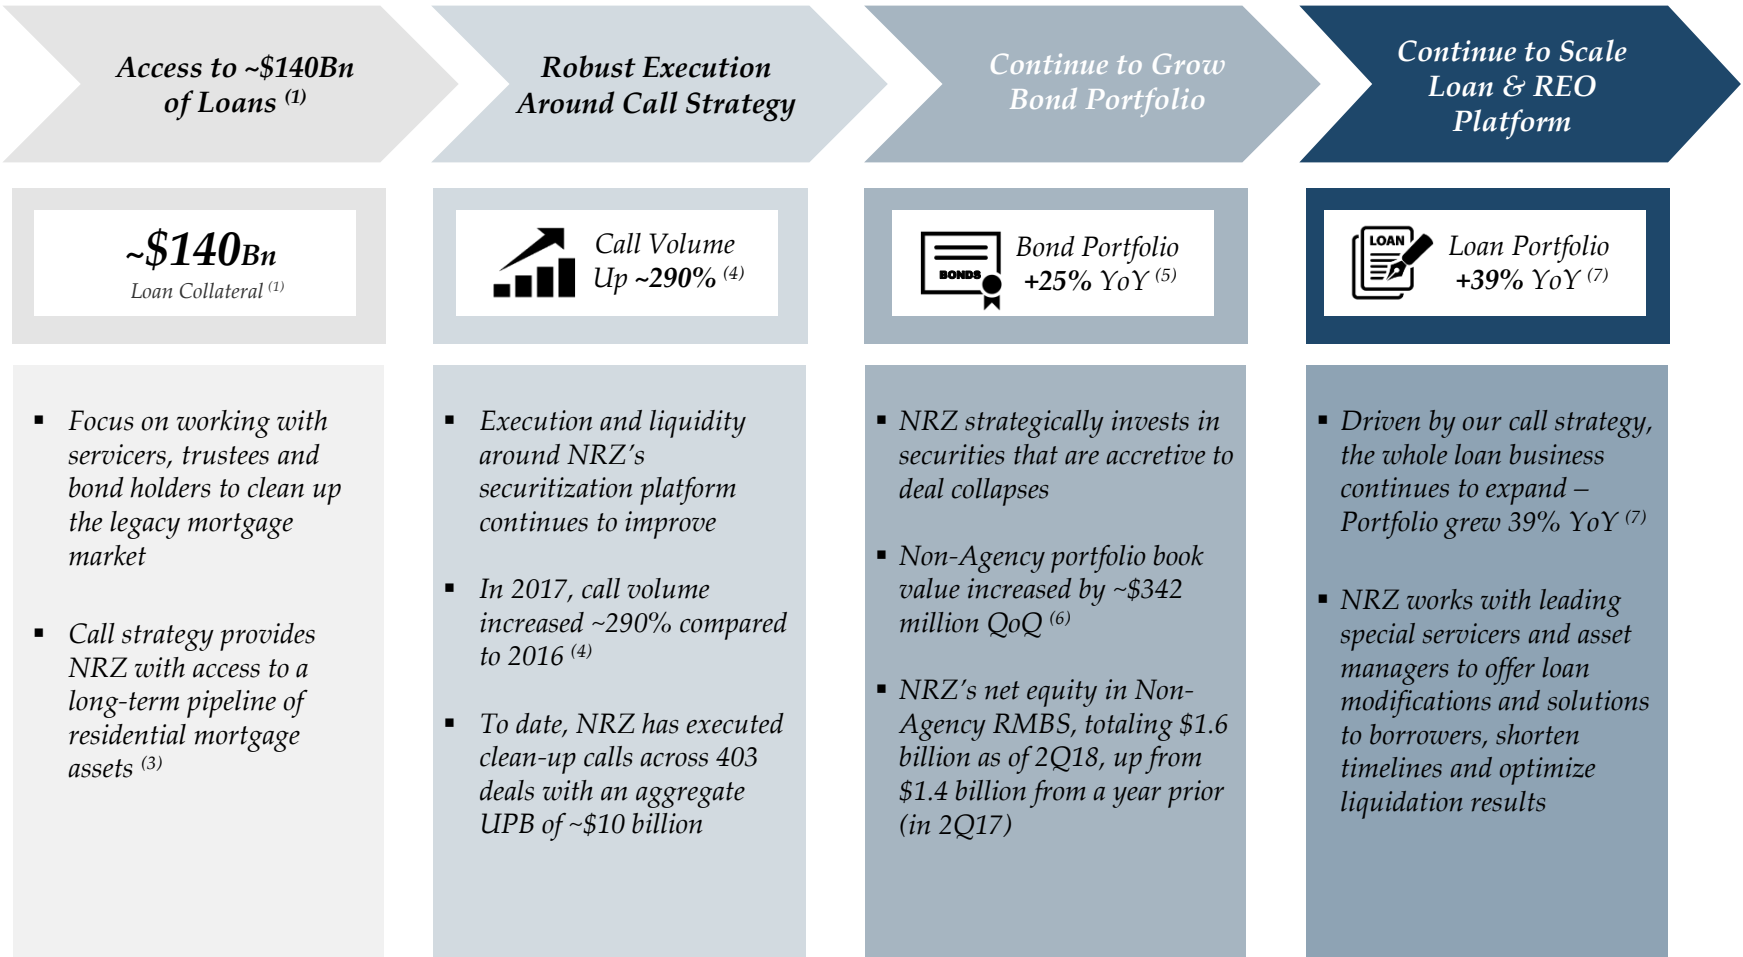 Access to ~$140Bn
of Loans (1)
Robust Execution
Around Call Strategy
Continue to Grow
Bond Portfolio
Continue to Scale
Loan & REO
Platform
~$140Bn
Loan Collateral (1)
Call Volume
Up ~290% (4)
BONDS
Bond Portfolio
+25% YoY (5)
LOAN
Loan Portfolio
+39% YoY (7)
▪ Focus on working with
servicers, trustees and
bond holders to clean up
the legacy mortgage
market
▪ Call strategy provides
NRZ with access to a
long-term pipeline of
residential mortgage
assets (3)
▪ Execution and liquidity
around NRZ’s
securitization platform
continues to improve
▪ In 2017, call volume
increased ~290% compared
to 2016 (4)
▪ To date, NRZ has executed
clean-up calls across 403
deals with an aggregate
UPB of ~$10 billion
▪ NRZ strategically invests in
securities that are accretive to
deal collapses
▪ Non-Agency portfolio book
value increased by ~$342
million QoQ (6)
▪ NRZ’s net equity in Non-
Agency RMBS, totaling $1.6
billion as of 2Q18, up from
$1.4 billion from a year prior
(in 2Q17)
▪ Driven by our call strategy,
the whole loan business
continues to expand –
Portfolio grew 39% YoY (7)
▪ NRZ works with leading
special servicers and asset
managers to offer loan
modifications and solutions
to borrowers, shorten
timelines and optimize
liquidation results